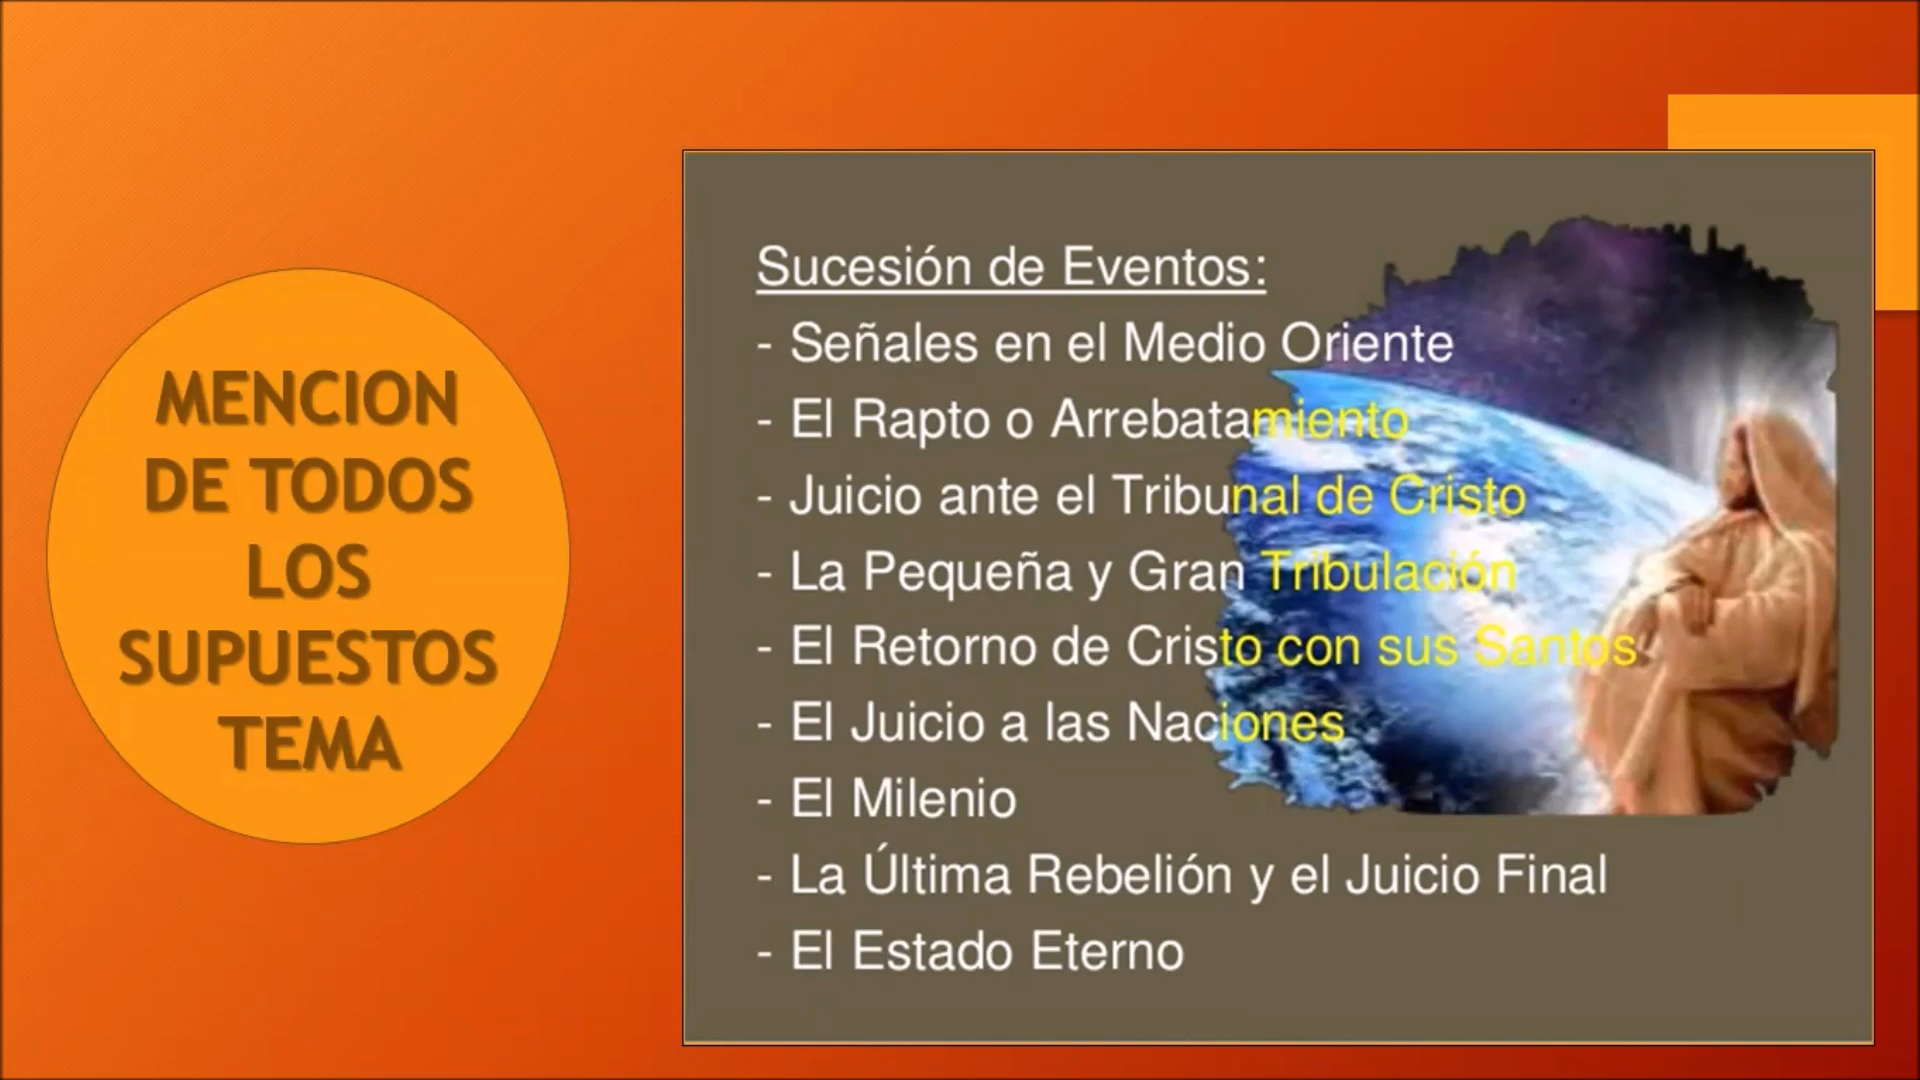 MENCION
DE TODOS
LOS
SUPUESTOS
TEMA
Sucesión de Eventos:
- Señales en el Medio Oriente
- El Rapto o Arrebatamiento
- Juicio ante el Tribunal de Cristo
- La Pequeña y Gran Tribulación
- El Retorno de Cristo con sus Santos
- El Juicio a las Naciones
- El Milenio
- La Última Rebelión y el Juicio Final
- El Estado Eterno